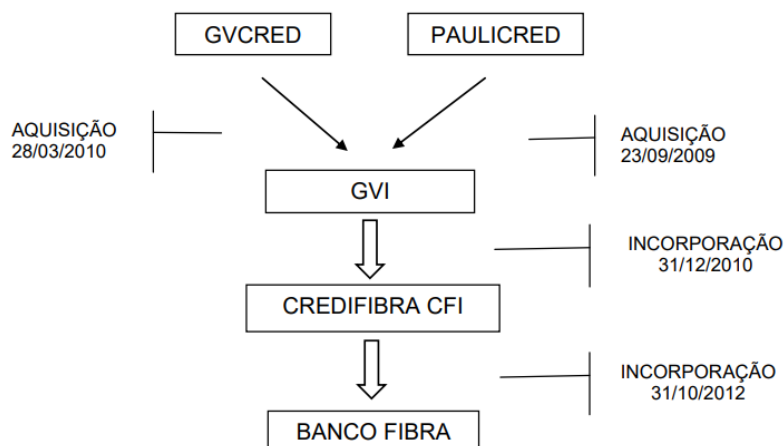 GVCRED
PAULICRED
AQUISIÇÃO
28/03/2010
AQUISIÇÃO
23/09/2009
GVI
INCORPORAÇÃO
31/12/2010
CREDIFIBRA CFI
INCORPORAÇÃO
31/10/2012
BANCO FIBRA